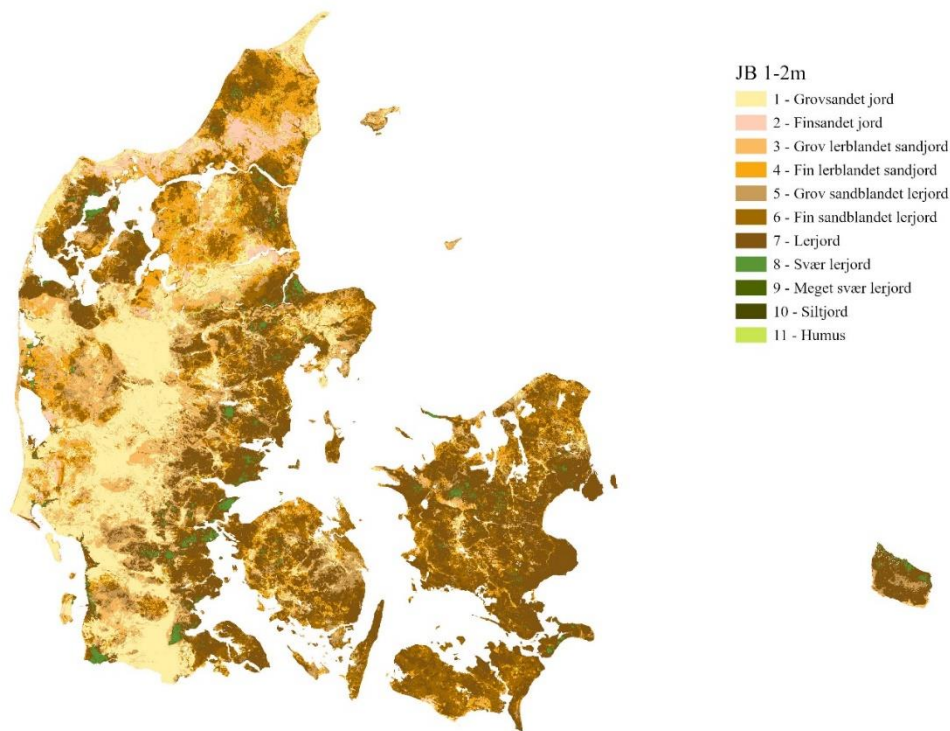 JB 1-2m
1 - Grovsandet jord
2 - Finsandet jord
3 - Grov lerblandet sandjord
4 - Fin lerblandet sandjord
5 - Grov sandblandet lerjord
6 - Fin sandblandet lerjord
7 - Lerjord
8 - Svær lerjord
9 - Meget svær lerjord
10 - Siltjord
11 - Humus